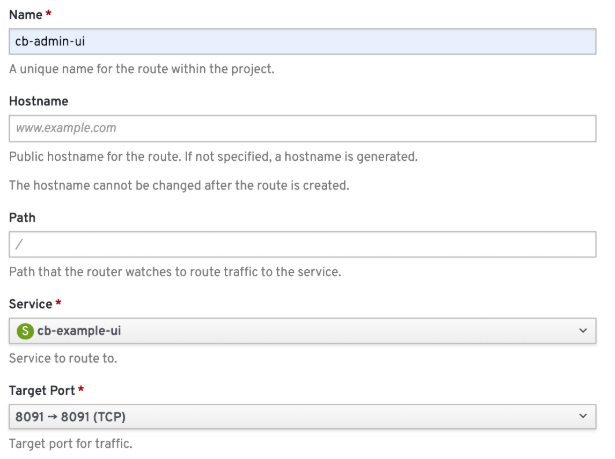 Name *
cb-admin-ui
A unique name for the route within the project.
Hostname
www.example.com
Public hostname for the route. If not specified, a hostname is generated.
The hostname cannot be changed after the route is created.
Path
/
Path that the router watches to route traffic to the service.
Service *
S cb-example-ui
Service to route to.
Target Port *
8091 → 8091 (TCP)
Target port for traffic.